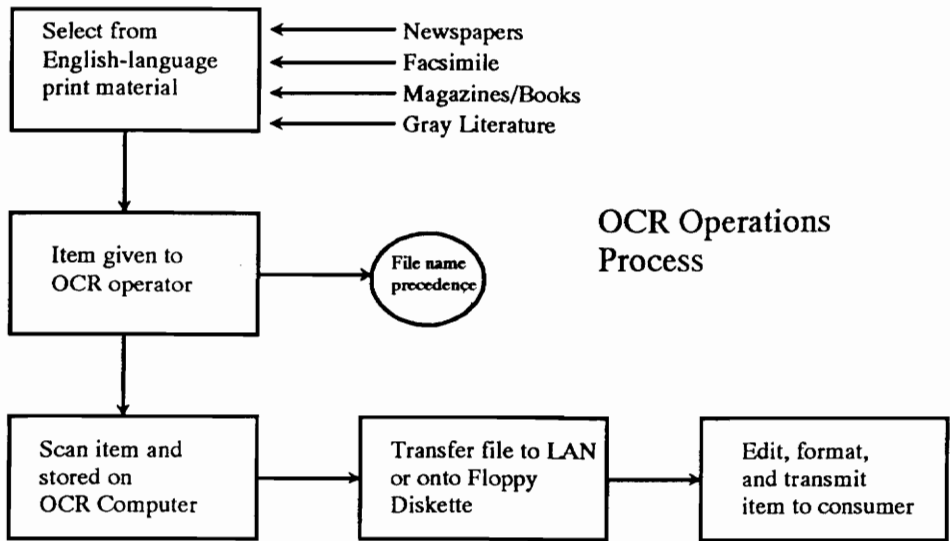 Select from
English-language
print material
Newspapers
Facsimile
Magazines/Books
Gray Literature
OCR Operations
Process
Item given to
OCR operator
File name
precedence
Scan item and
stored on
OCR Computer
Transfer file to LAN
or onto Floppy
Diskette
Edit, format,
and transmit
item to consumer